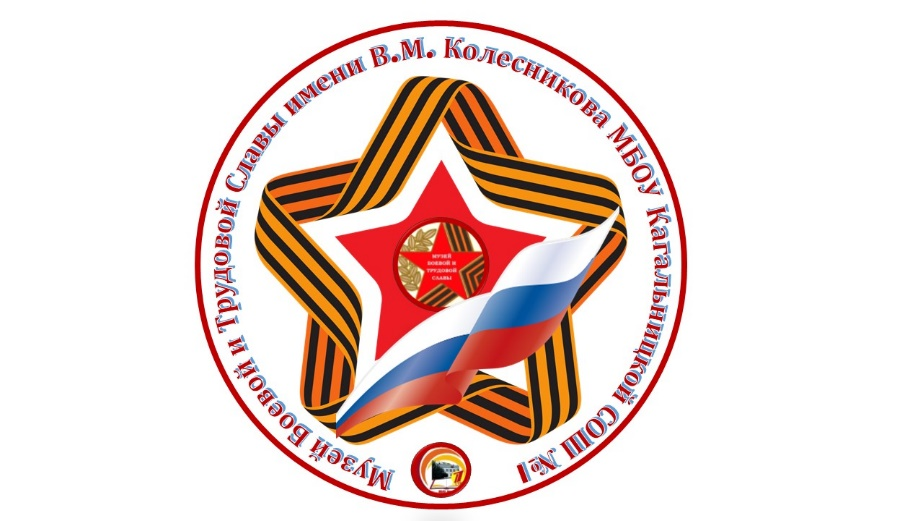 Музей Боевой и Трудовой Славы имени В.М. Колесникова МБОУ Кагальницкой СОШ №1
МУЗЕЙ
БОЕВОЙ И
ТРУДОВОЙ
СЛАВЫ